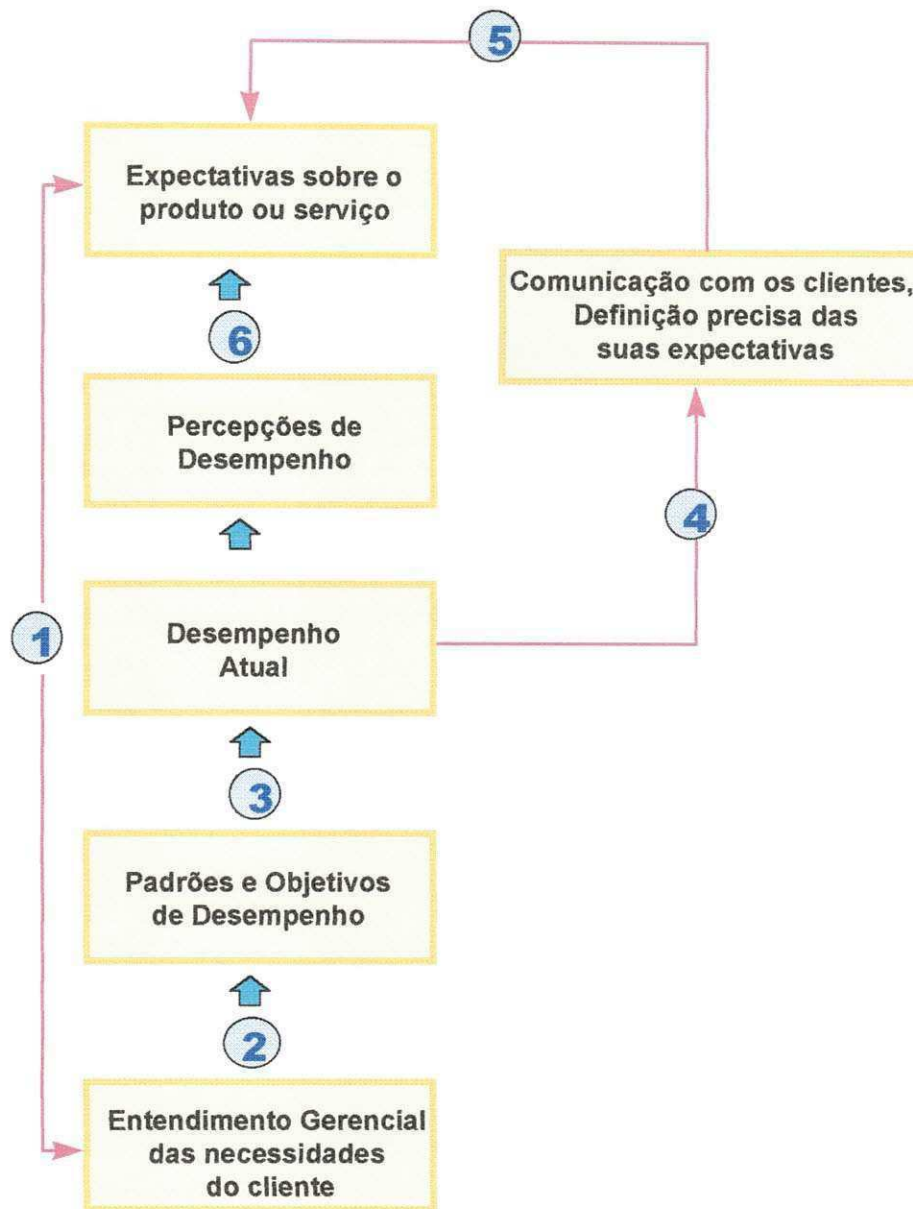 5
Expectativas sobre o
produto ou serviço
Comunicação com os clientes,
Definição precisa das
suas expectativas
6
Percepções de
Desempenho
4
1
Desempenho
Atual
3
Padrões e Objetivos
de Desempenho
2
Entendimento Gerencial
das necessidades
do cliente